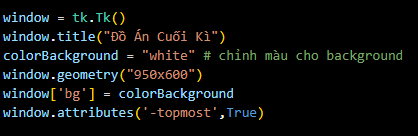 window = tk.Tk()
window.title("Đồ Án Cuối Kì")
colorBackground = "white" # chỉnh màu cho background
window.geometry("950x600")
window['bg'] = colorBackground
window.attributes('-topmost',True)